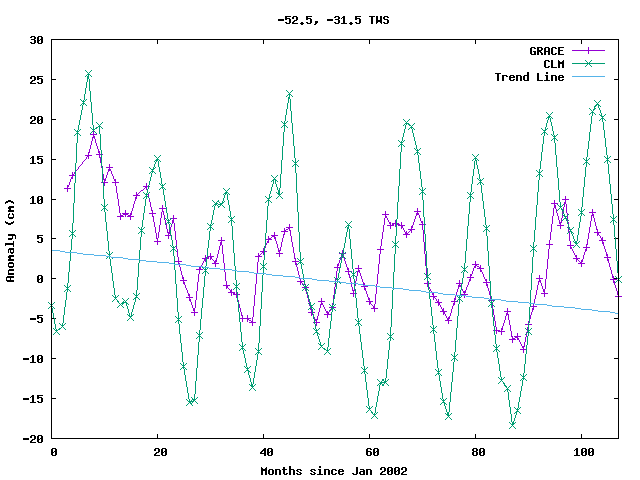 -52.5, -31.5 TWS
GRACE
CLM
Trend Line
Anomaly (cm)
30
25
20
15
10
5
0
-5
-10
-15
-20
0 20 40 60 80 100
Months since Jan 2002